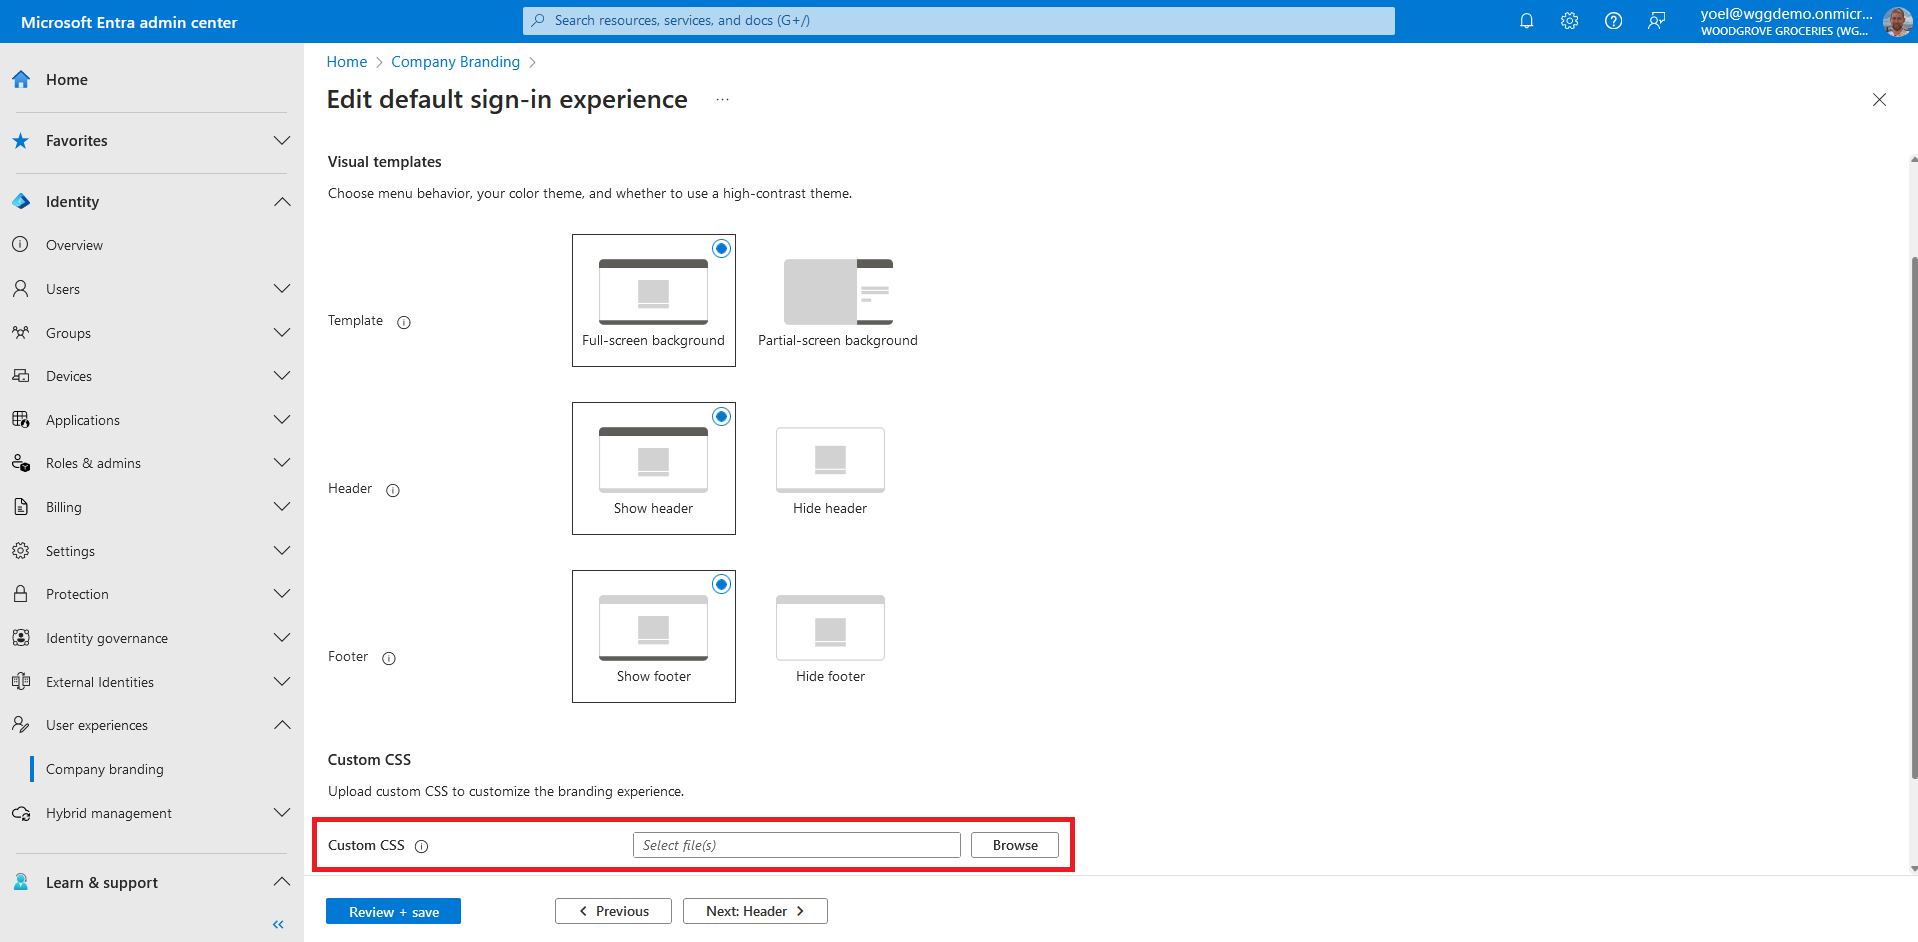 Microsoft Entra admin center
Search resources, services, and docs (G+/)
yoel@wggdemo.onmicr...
WOODGROVE GROCERIES (WG...
Home
Favorites
Identity
Overview
Users
Groups
Devices
Applications
Roles & admins
Billing
Settings
Protection
Identity governance
External Identities
User experiences
Company branding
Hybrid management
Learn & support
Home > Company Branding >
Edit default sign-in experience ...
Visual templates
Choose menu behavior, your color theme, and whether to use a high-contrast theme.
Template
Full-screen background
Partial-screen background
Header
Show header
Hide header
Footer
Show footer
Hide footer
Custom CSS
Upload custom CSS to customize the branding experience.
Custom CSS
Select file(s)
Browse
Review + save
< Previous
Next: Header >